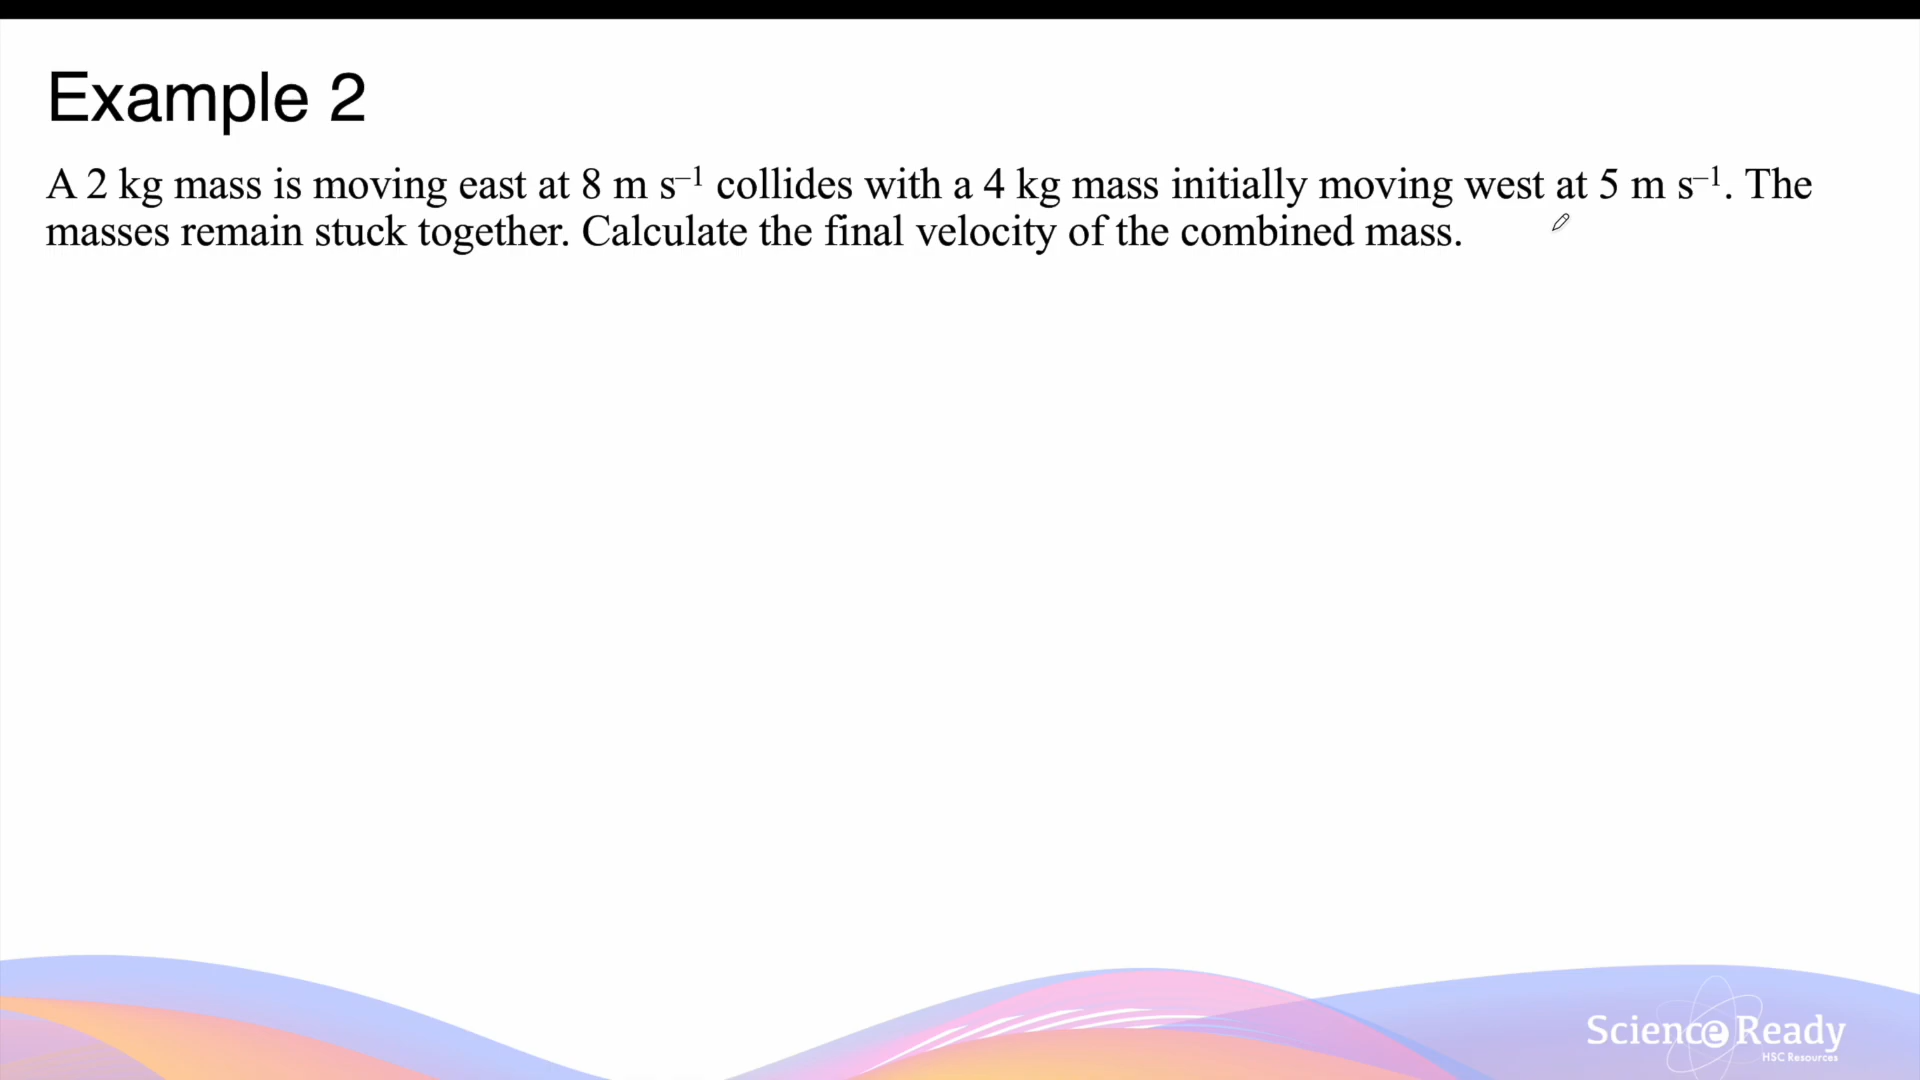 Example 2
A 2 kg mass is moving east at 8 m s⁻¹ collides with a 4 kg mass initially moving west at 5 m s⁻¹. The
masses remain stuck together. Calculate the final velocity of the combined mass.
Science Ready
HSC Resources